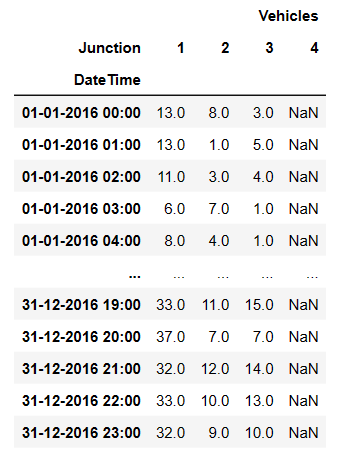 Vehicles
Junction 1 2 3 4
DateTime
01-01-2016 00:00 13.0 8.0 3.0 NaN
01-01-2016 01:00 13.0 1.0 5.0 NaN
01-01-2016 02:00 11.0 3.0 4.0 NaN
01-01-2016 03:00 6.0 7.0 1.0 NaN
01-01-2016 04:00 8.0 4.0 1.0 NaN
... ... ... ... ...
31-12-2016 19:00 33.0 11.0 15.0 NaN
31-12-2016 20:00 37.0 7.0 7.0 NaN
31-12-2016 21:00 32.0 12.0 14.0 NaN
31-12-2016 22:00 33.0 10.0 13.0 NaN
31-12-2016 23:00 32.0 9.0 10.0 NaN